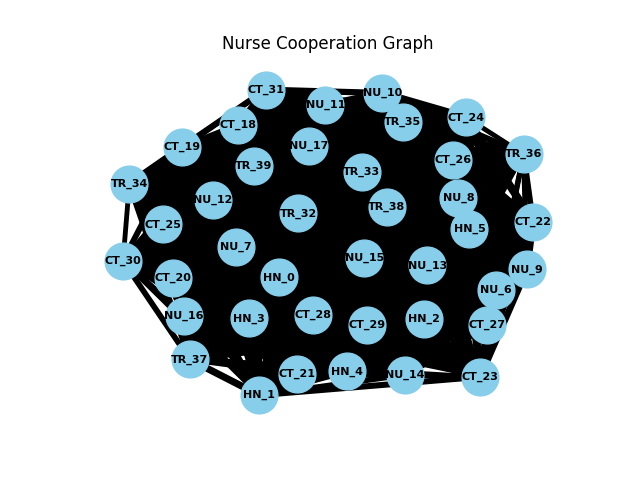 Nurse Cooperation Graph
CT_31
NU_10
NU_11
CT_24
CT_18
TR_35
CT_19
NU_17
TR_36
CT_26
TR_39
TR_33
TR_34
NU_8
NU_12
TR_38
TR_32
CT_22
CT_25
HN_5
NU_7
NU_15
CT_30
NU_13
NU_9
CT_20
HN_0
NU_6
NU_16
CT_28
HN_3
HN_2
CT_29
CT_27
TR_37
HN_4
CT_21
NU_14
CT_23
HN_1